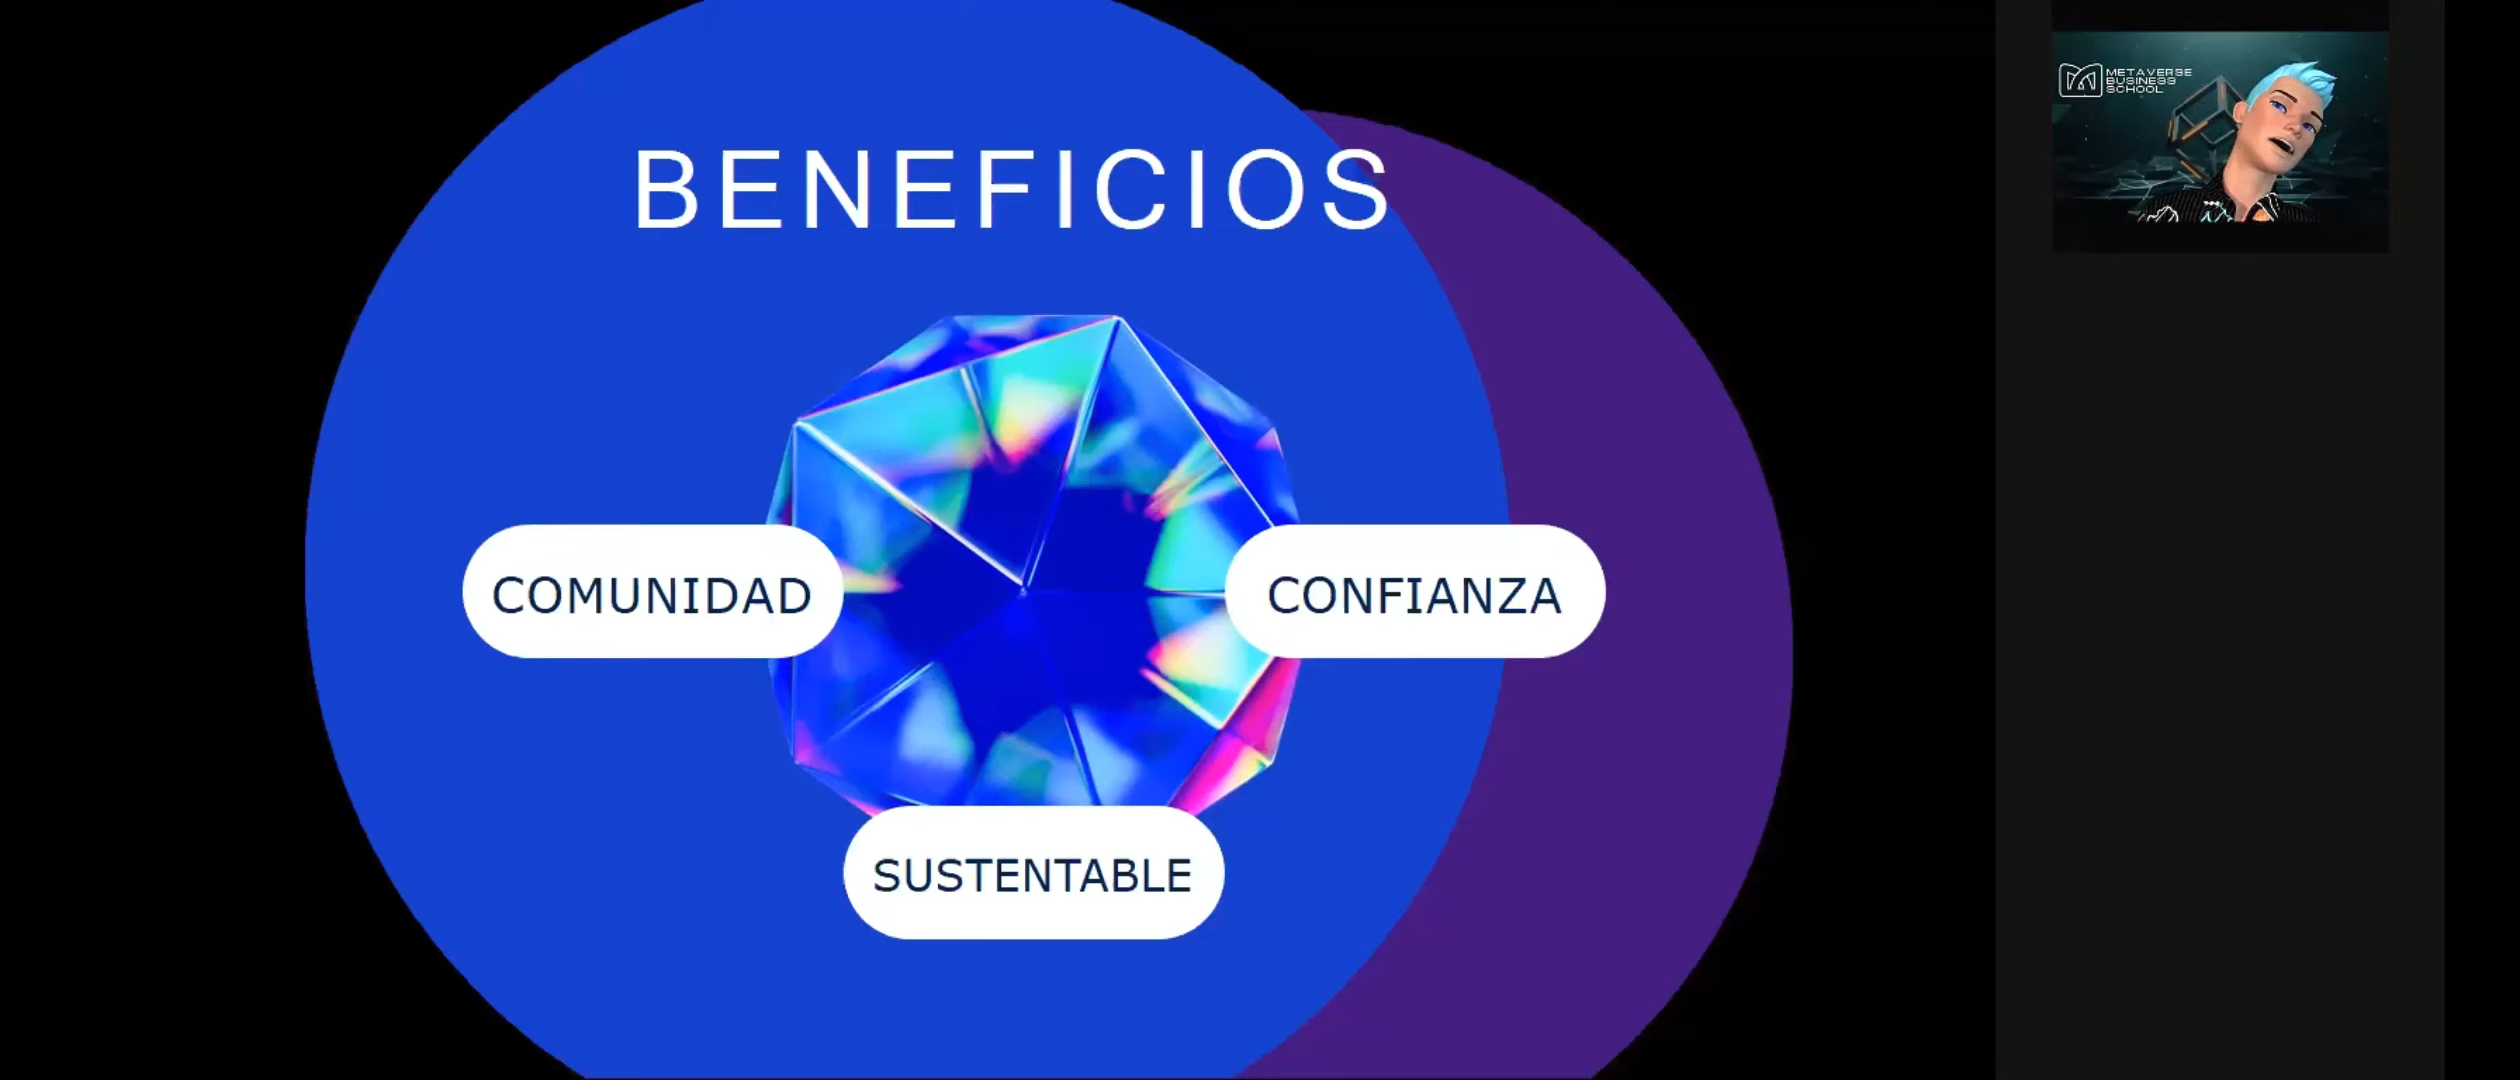 BENEFICIOS
COMUNIDAD
CONFIANZA
SUSTENTABLE
METAVERSE
BUSINESS
SCHOOL